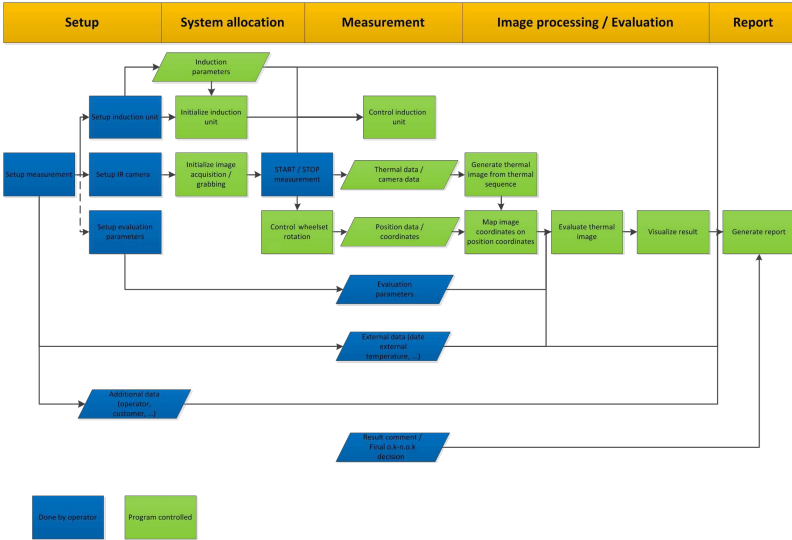 Setup
System allocation
Measurement
Image processing / Evaluation
Report
Induction
parameters
Setup induction unit
Initialize induction
unit
Control induction
unit
Setup measurement
Setup IR camera
Initialize image
acquisition /
grabbing
START / STOP
measurement
Thermal data /
camera data
Generate thermal
image from thermal
sequence
Setup evaluation
parameters
Control wheelset
rotation
Position data /
coordinates
Map image
coordinates on
position coordinates
Evaluate thermal
image
Visualize result
Generate report
Evaluation
parameters
External data (date
external
temperature, ...)
Additional data
(operator,
customer, ...)
Result comment /
Final o.k-n.o.k
decision
Done by operator
Program controlled